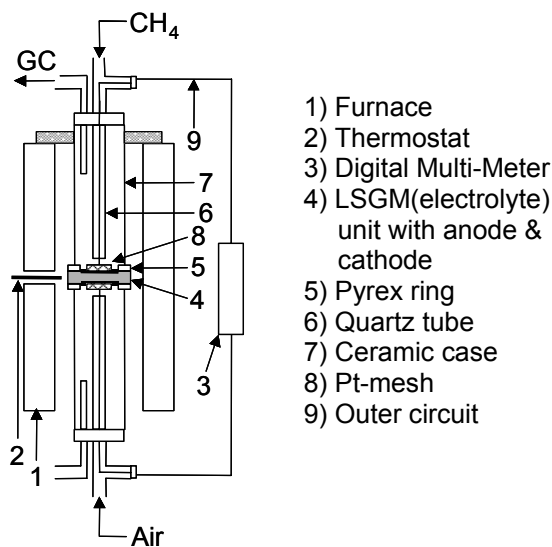 CH4
GC
9
7
6
8
5
4
3
2
1
Air
1) Furnace
2) Thermostat
3) Digital Multi-Meter
4) LSGM(electrolyte)
unit with anode &
cathode
5) Pyrex ring
6) Quartz tube
7) Ceramic case
8) Pt-mesh
9) Outer circuit